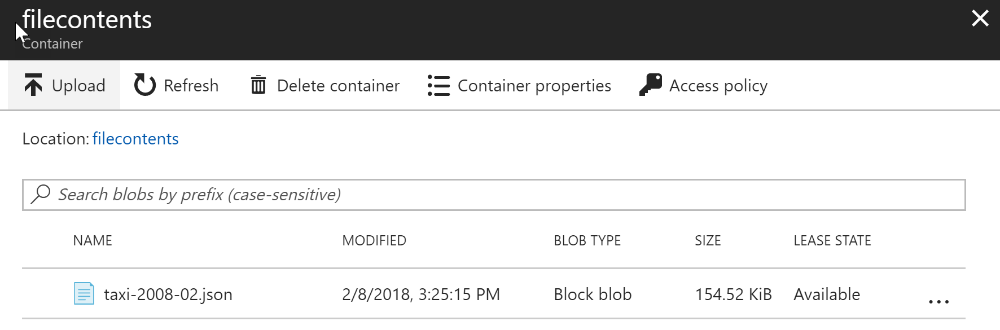 filecontents
Container
Upload Refresh Delete container Container properties Access policy
Location: filecontents
Search blobs by prefix (case-sensitive)
NAME MODIFIED BLOB TYPE SIZE LEASE STATE
taxi-2008-02.json 2/8/2018, 3:25:15 PM Block blob 154.52 KiB Available ...